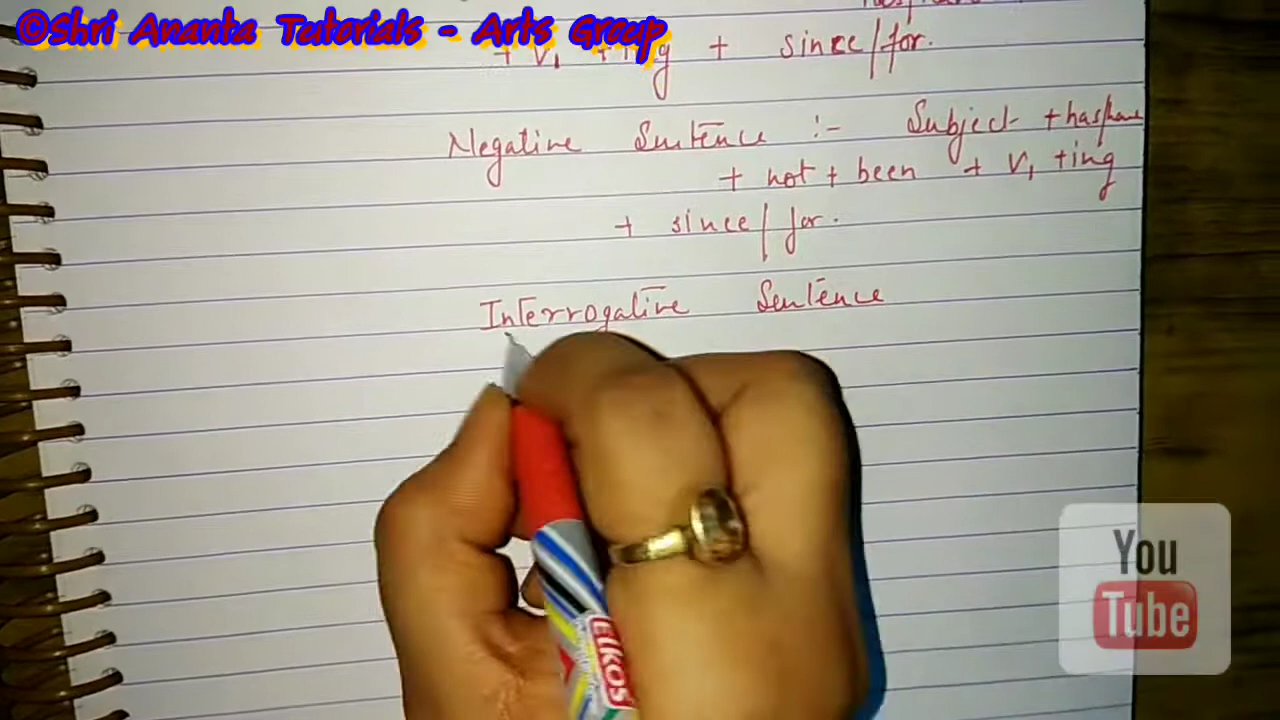 ©Shri Ananta Tutorials - Arts Group
+ V₁ +ing + since/for.
Negative Sentence :- Subject + has/have
+ not + been + V₁ +ing
+ since/for.
Interrogative Sentence
Elkos
You
Tube